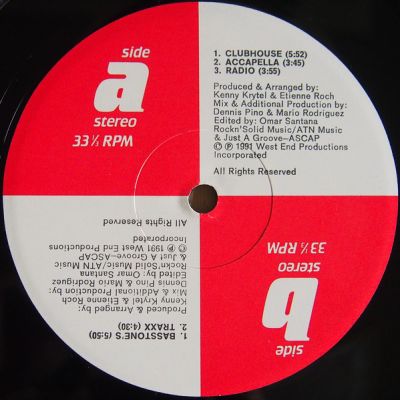 side
a
stereo
33 ⅓ RPM
1. CLUBHOUSE (5:52)
2. ACCAPELLA (3:45)
3. RADIO (3:55)
Produced & Arranged by:
Kenny Krytel & Etienne Roch
Mix & Additional Production by:
Dennis Pino & Mario Rodriguez
Edited by: Omar Santana
Rockn'Solid Music/ATN Music
& Just A Groove–ASCAP
© ℗ 1991 West End Productions
Incorporated
All Rights Reserved
side
b
stereo
33 ⅓ RPM
1. BASSTONE'S (5:50)
2. TRAXX (4:30)
Produced & Arranged by:
Kenny Krytel & Etienne Roch
Mix & Additional Production by:
Dennis Pino & Mario Rodriguez
Edited by: Omar Santana
Rockn'Solid Music/ATN Music
& Just A Groove–ASCAP
© ℗ 1991 West End Productions
Incorporated
All Rights Reserved